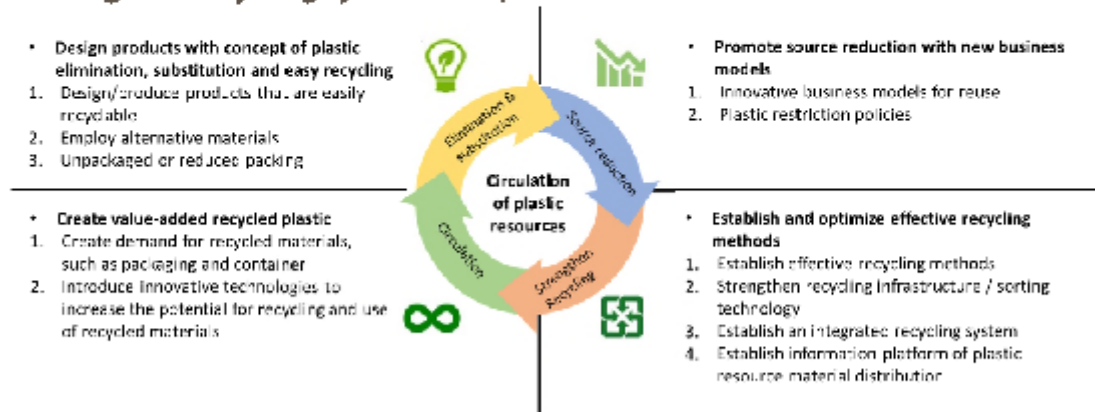 • Design products with concept of plastic
elimination, substitution and easy recycling
1. Design/produce products that are easily
recyclable
2. Employ alternative materials
3. Unpackaged or reduced packing
• Promote source reduction with new business
models
1. Innovative business models for reuse
2. Plastic restriction policies
Elimination &
substitution
Source reduction
Circulation
of plastic
resources
Circulation
Strengthen
Recycling
• Create value-added recycled plastic
1. Create demand for recycled materials,
such as packaging and container
2. Introduce innovative technologies to
increase the potential for recycling and use
of recycled materials
• Establish and optimize effective recycling
methods
1. Establish effective recycling methods
2. Strengthen recycling infrastructure / sorting
technology
3. Establish an integrated recycling system
4. Establish information platform of plastic
resource material distribution